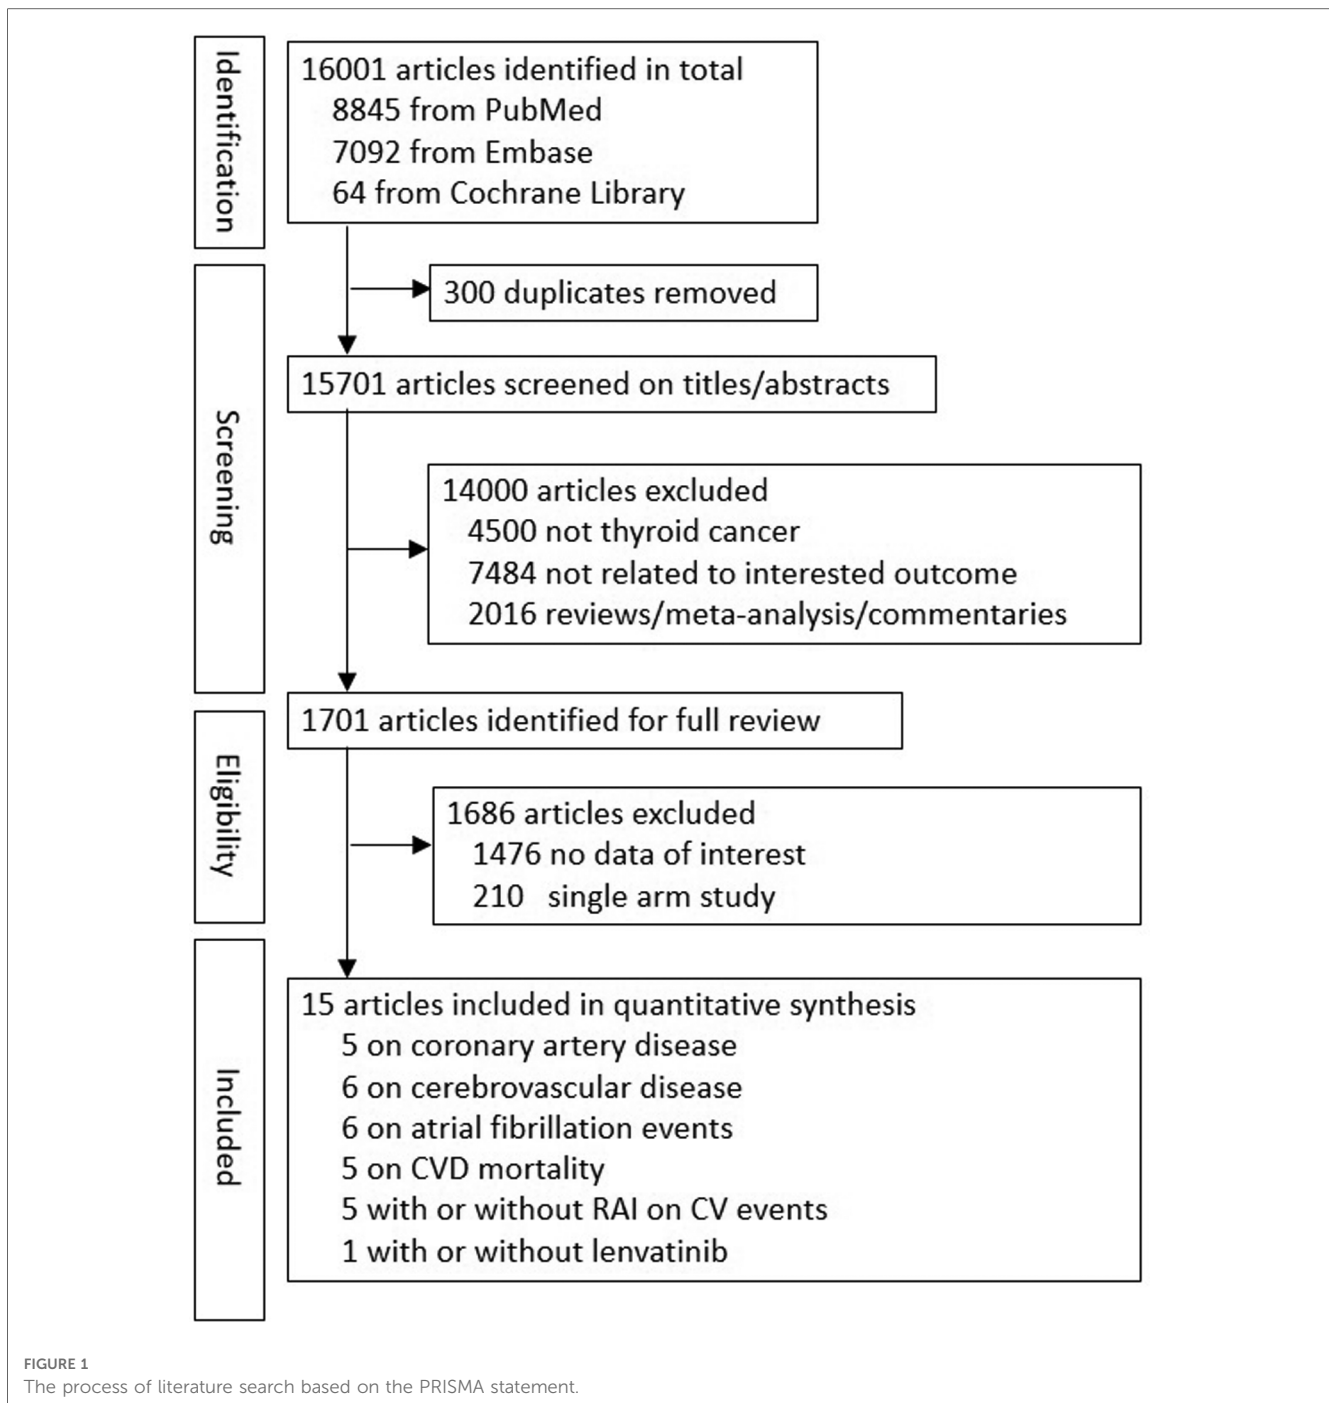 Identification
16001 articles identified in total
8845 from PubMed
7092 from Embase
64 from Cochrane Library
Screening
300 duplicates removed
15701 articles screened on titles/abstracts
14000 articles excluded
4500 not thyroid cancer
7484 not related to interested outcome
2016 reviews/meta-analysis/commentaries
Eligibility
1701 articles identified for full review
1686 articles excluded
1476 no data of interest
210 single arm study
Included
15 articles included in quantitative synthesis
5 on coronary artery disease
6 on cerebrovascular disease
6 on atrial fibrillation events
5 on CVD mortality
5 with or without RAI on CV events
1 with or without lenvatinib
FIGURE 1
The process of literature search based on the PRISMA statement.